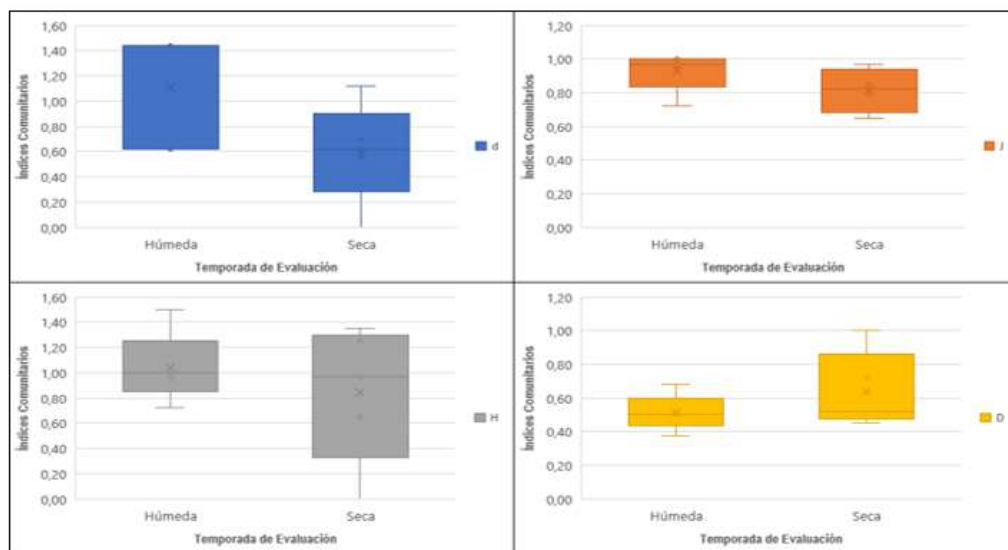 1,60
1,40
1,20
1,00
0,80
0,60
0,40
0,20
0,00
Índices Comunitarios
Húmeda
Seca
Temporada de Evaluación
d
1,20
1,00
0,80
0,60
0,40
0,20
0,00
Índices Comunitarios
Húmeda
Seca
Temporada de Evaluación
J
1,60
1,40
1,20
1,00
0,80
0,60
0,40
0,20
0,00
Índices Comunitarios
Húmeda
Seca
Temporada de Evaluación
H
1,20
1,00
0,80
0,60
0,40
0,20
0,00
Índices Comunitarios
Húmeda
Seca
Temporada de Evaluación
D